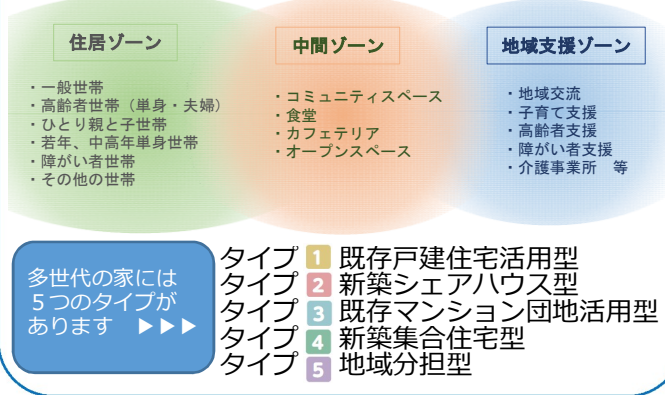 住居ゾーン
・一般世帯
・高齢者世帯（単身・夫婦）
・ひとり親と子世帯
・若年、中高年単身世帯
・障がい者世帯
・その他の世帯
中間ゾーン
・コミュニティスペース
・食堂
・カフェテリア
・オープンスペース
地域支援ゾーン
・地域交流
・子育て支援
・高齢者支援
・障がい者支援
・介護事業所　等
多世代の家には
５つのタイプが
あります　▶▶▶
タイプ 1 既存戸建住宅活用型
タイプ 2 新築シェアハウス型
タイプ 3 既存マンション団地活用型
タイプ 4 新築集合住宅型
タイプ 5 地域分担型